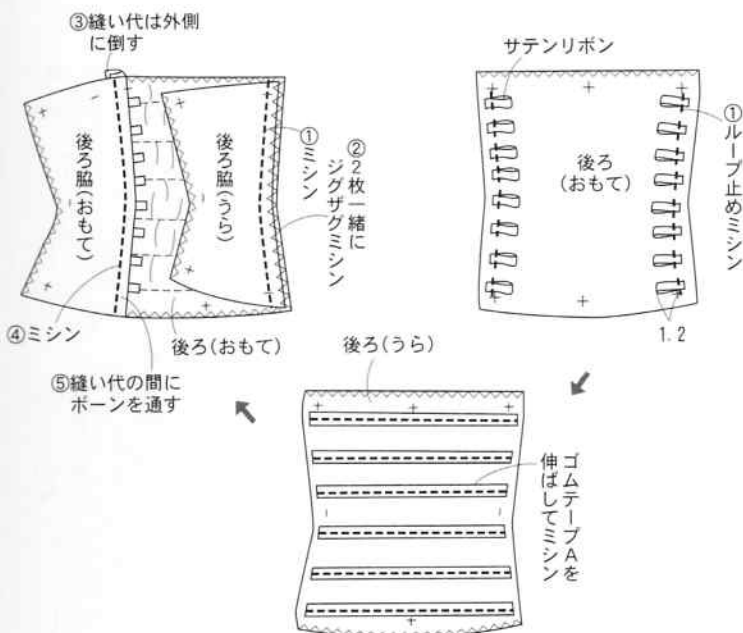 ③縫い代は外側
に倒す
後ろ脇(おもて)
後ろ脇(うら)
①ミシン
②2枚一緒に
ジグザグミシン
④ミシン
後ろ(おもて)
⑤縫い代の間に
ボーンを通す
サテンリボン
後ろ
(おもて)
①ループ止めミシン
1.2
後ろ(うら)
ゴムテープAを
伸ばしてミシン